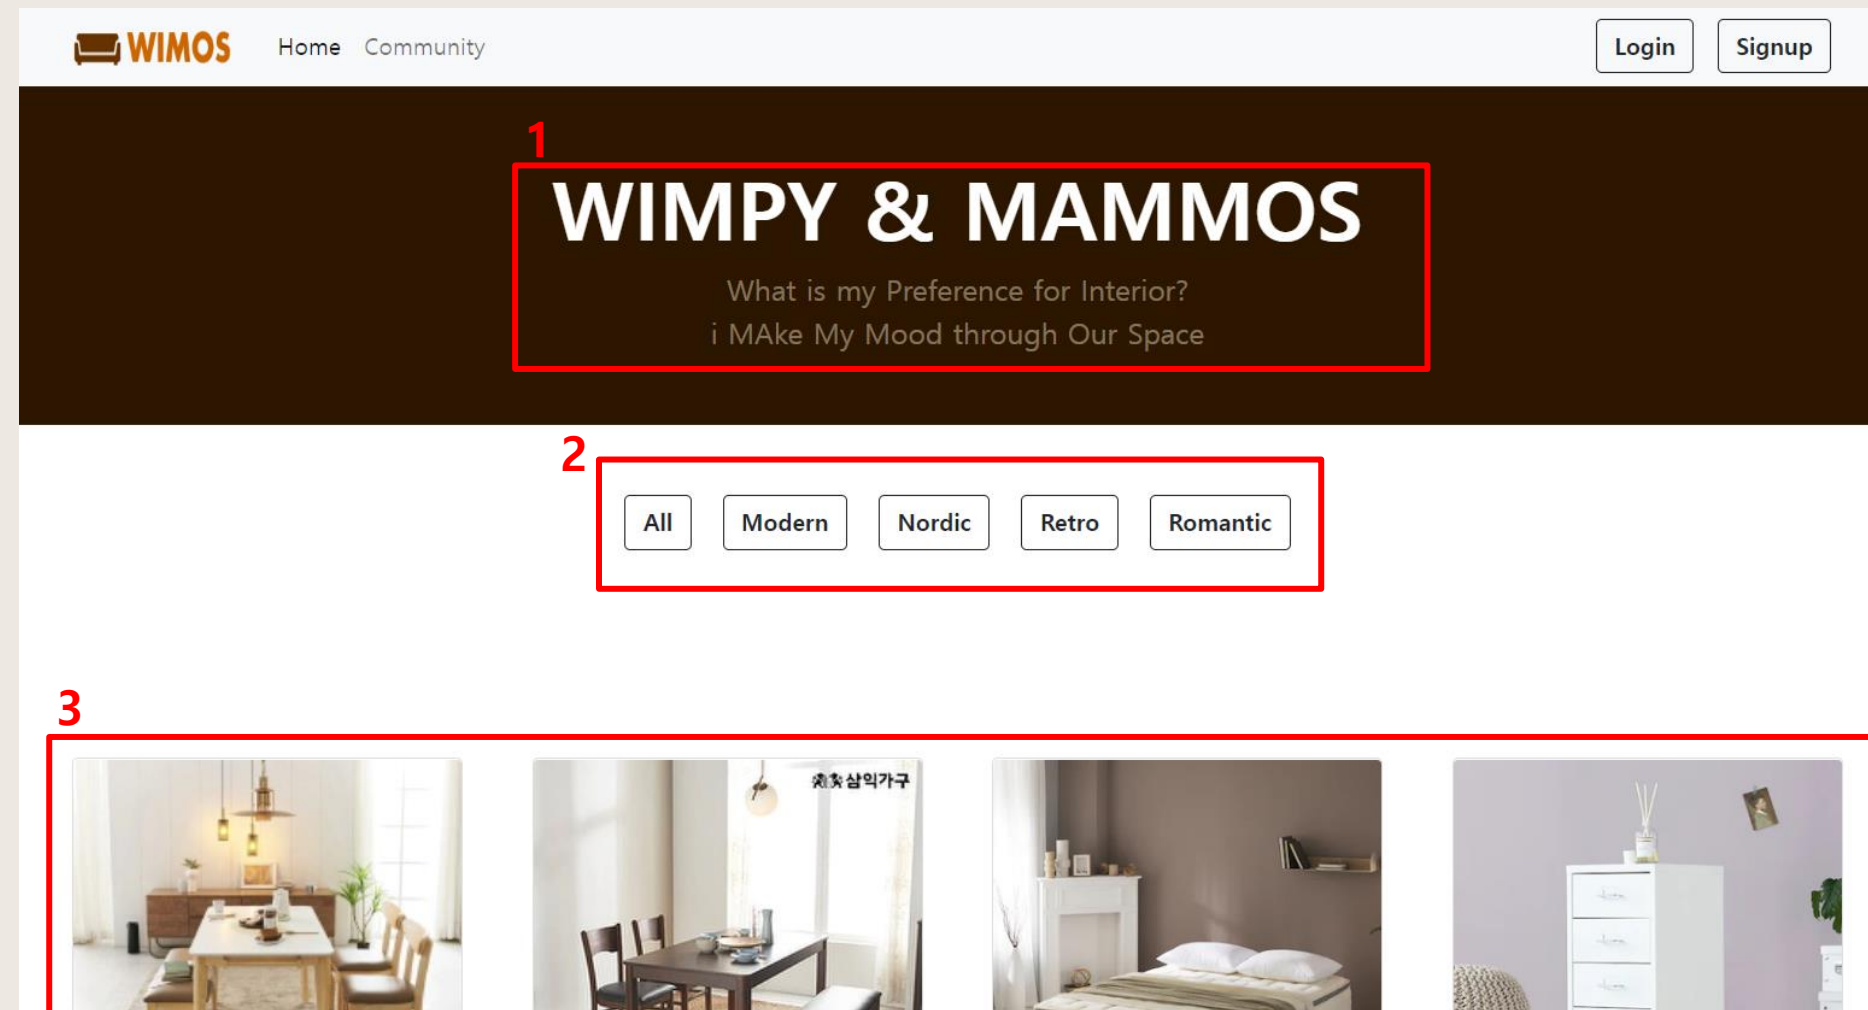 WIMOS
Home Community
Login Signup
1
WIMPY & MAMMOS
What is my Preference for Interior?
i MAke My Mood through Our Space
2
All Modern Nordic Retro Romantic
3
삼익가구